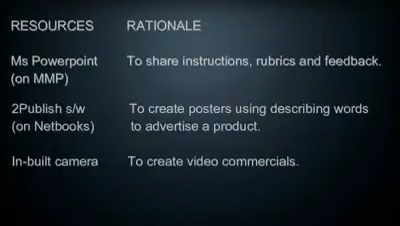 RESOURCES RATIONALE
Ms Powerpoint To share instructions, rubrics and feedback.
(on MMP)
2Publish s/w To create posters using describing words
(on Netbooks) to advertise a product.
In-built camera To create video commercials.